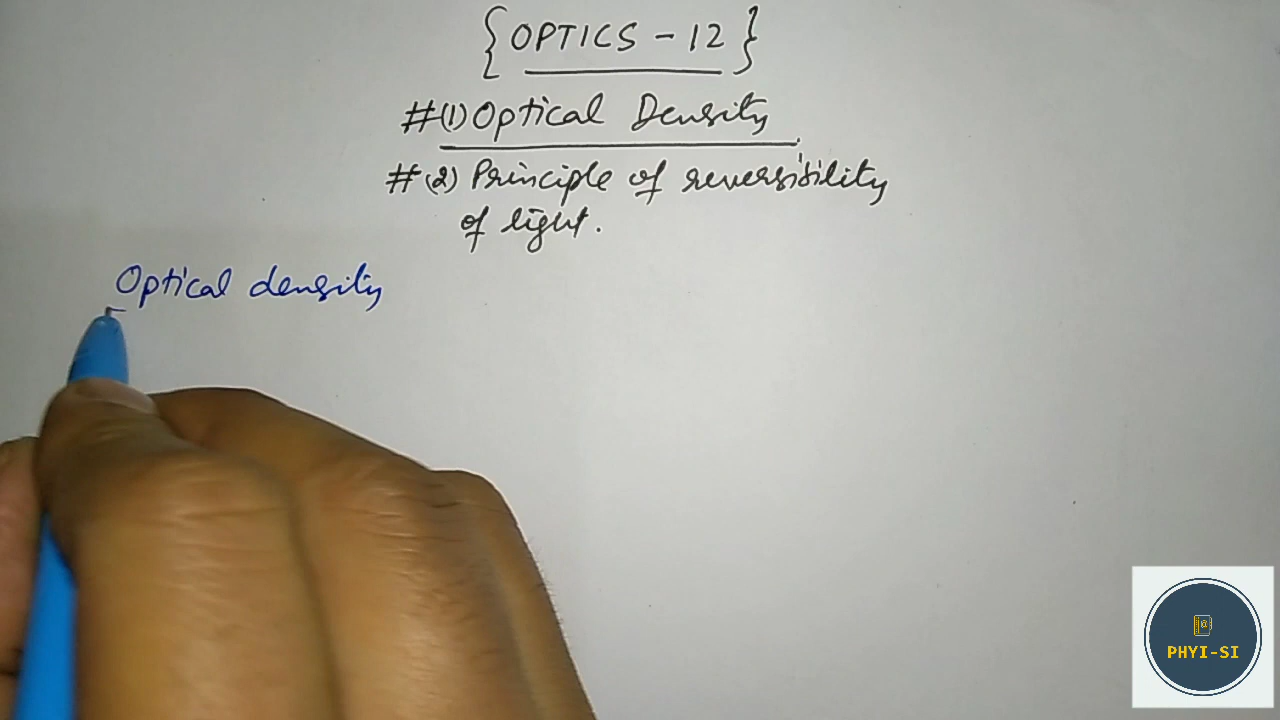 {OPTICS - 12}
#(1) Optical Density
#(2) Principle of reversibility
of light.
Optical density
PHYI-SI